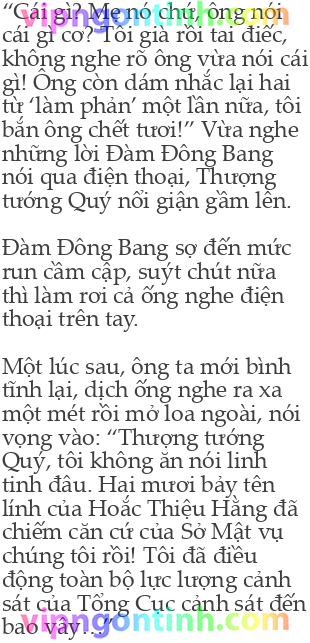 “Cái gì? Mẹ nó chứ, ông nói
vipngontinh.com
cái gì cơ? Tôi già rồi tai điếc,
không nghe rõ ông vừa nói cái
gì! Ông còn dám nhắc lại hai
từ ‘làm phản’ một lần nữa, tôi
bắn ông chết tươi!” Vừa nghe
những lời Đàm Đông Bang
nói qua điện thoại, Thượng
tướng Quý nổi giận gầm lên.
Đàm Đông Bang sợ đến mức
run cầm cập, suýt chút nữa
thì làm rơi cả ống nghe điện
thoại trên tay.
Một lúc sau, ông ta mới bình
tĩnh lại, dịch ống nghe ra xa
một mét rồi mở loa ngoài, nói
vọng vào: “Thượng tướng
Quý, tôi không ăn nói linh
tinh đâu. Hai mươi bảy tên
lính của Hoắc Thiệu Hằng đã
chiếm căn cứ của Sở Mật vụ
chúng tôi rồi! Tôi đã điều
động toàn bộ lực lượng cảnh
sát của Tổng Cục cảnh sát đến
bao vây…”
vipngontinh.com